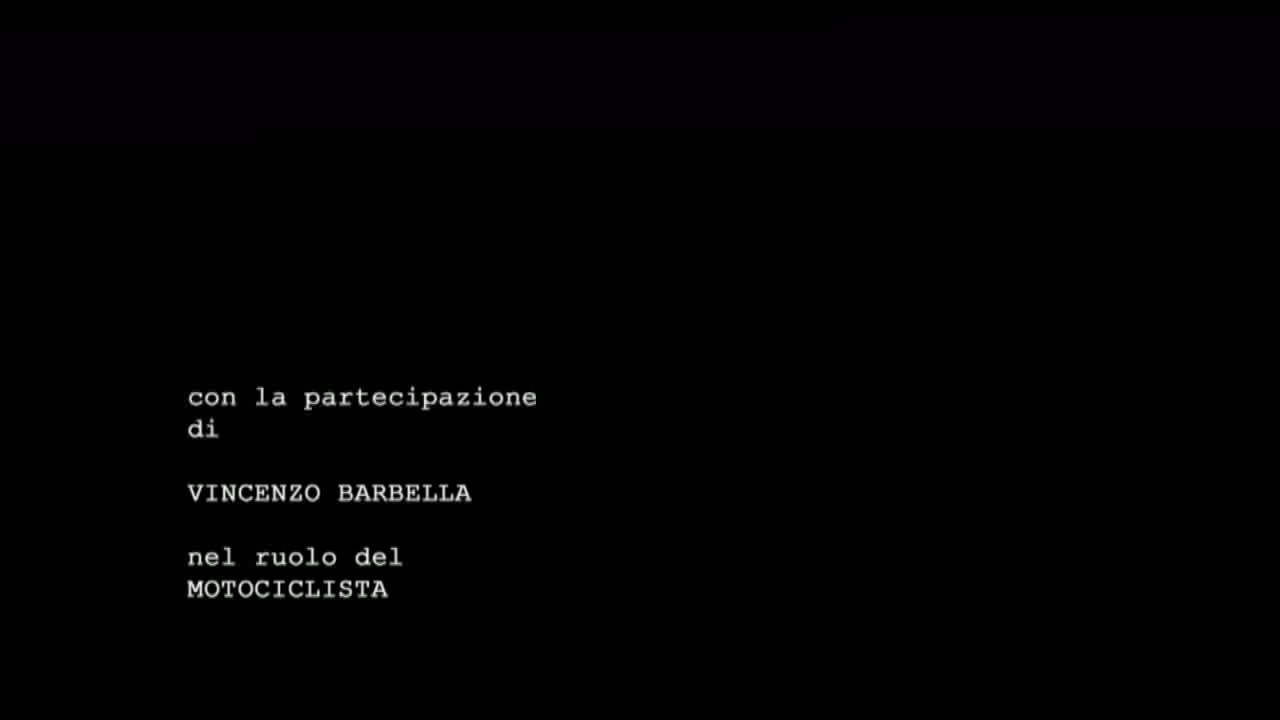 con la partecipazione
di
VINCENZO BARBELLA
nel ruolo del
MOTOCICLISTA